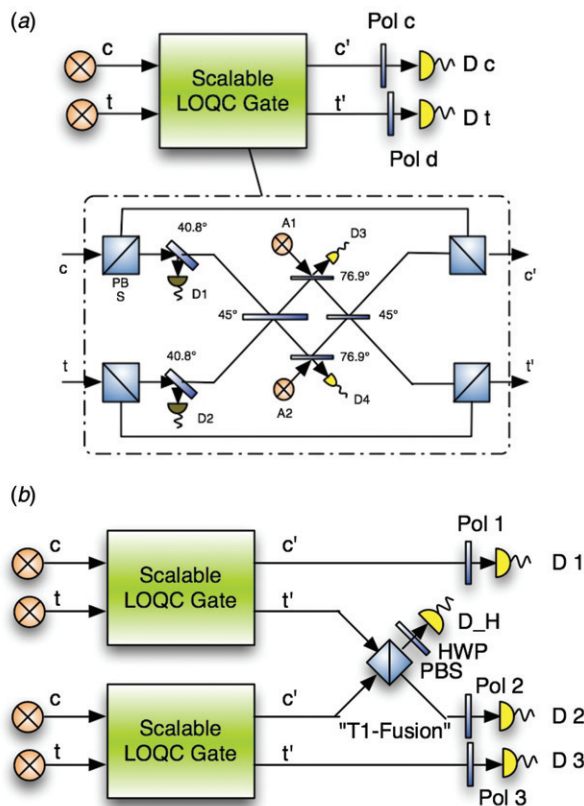 (a)
c
c'
Pol c
Scalable
LOQC Gate
D c
t
t'
D t
Pol d
40.8°
A1
D3
76.9°
c
PB
S
D1
45°
45°
c'
40.8°
76.9°
t
t'
D2
A2
D4
(b)
Pol 1
c
c'
D 1
Scalable
LOQC Gate
t
t'
D_H
HWP
PBS
Pol 2
c
c'
Scalable
LOQC Gate
"T1-Fusion"
D 2
t
t'
D 3
Pol 3